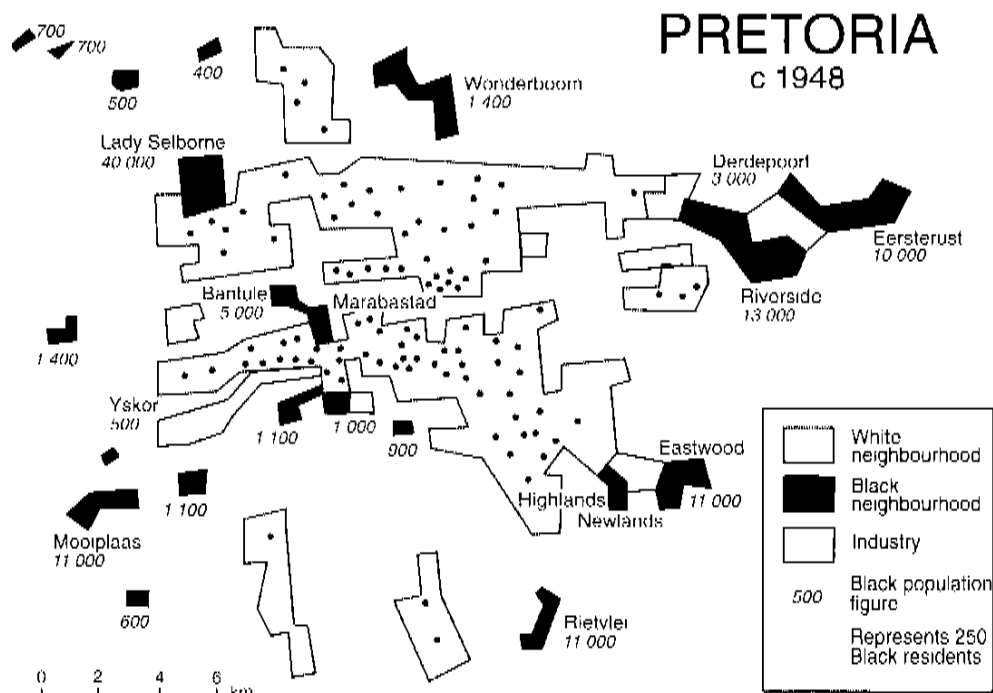 PRETORIA
c 1948
700
700
400
500
Wonderboom
1 400
Lady Selborne
40 000
Derdepoort
3 000
Eersterust
10 000
Riverside
13 000
Bantule
5 000
Marabastad
1 400
Yskor
500
1 100
1 000
900
Eastwood
11 000
Highlands
Newlands
1 100
Mooiplaas
11 000
600
Rietvlei
11 000
White
neighbourhood
Black
neighbourhood
Industry
500
Black population
figure
Represents 250
Black residents
0 2 4 6
km